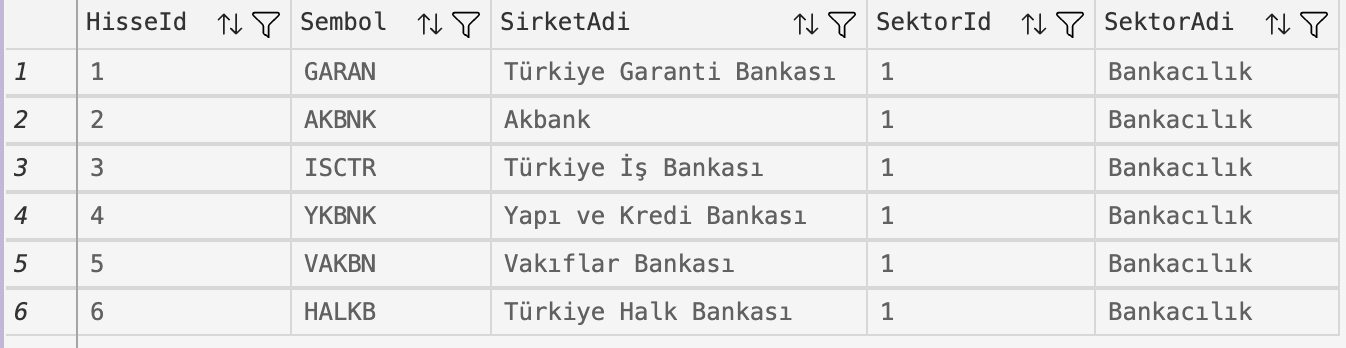 HisseId Sembol SirketAdi SektorId SektorAdi
1 1 GARAN Türkiye Garanti Bankası 1 Bankacılık
2 2 AKBNK Akbank 1 Bankacılık
3 3 ISCTR Türkiye İş Bankası 1 Bankacılık
4 4 YKBNK Yapı ve Kredi Bankası 1 Bankacılık
5 5 VAKBN Vakıflar Bankası 1 Bankacılık
6 6 HALKB Türkiye Halk Bankası 1 Bankacılık